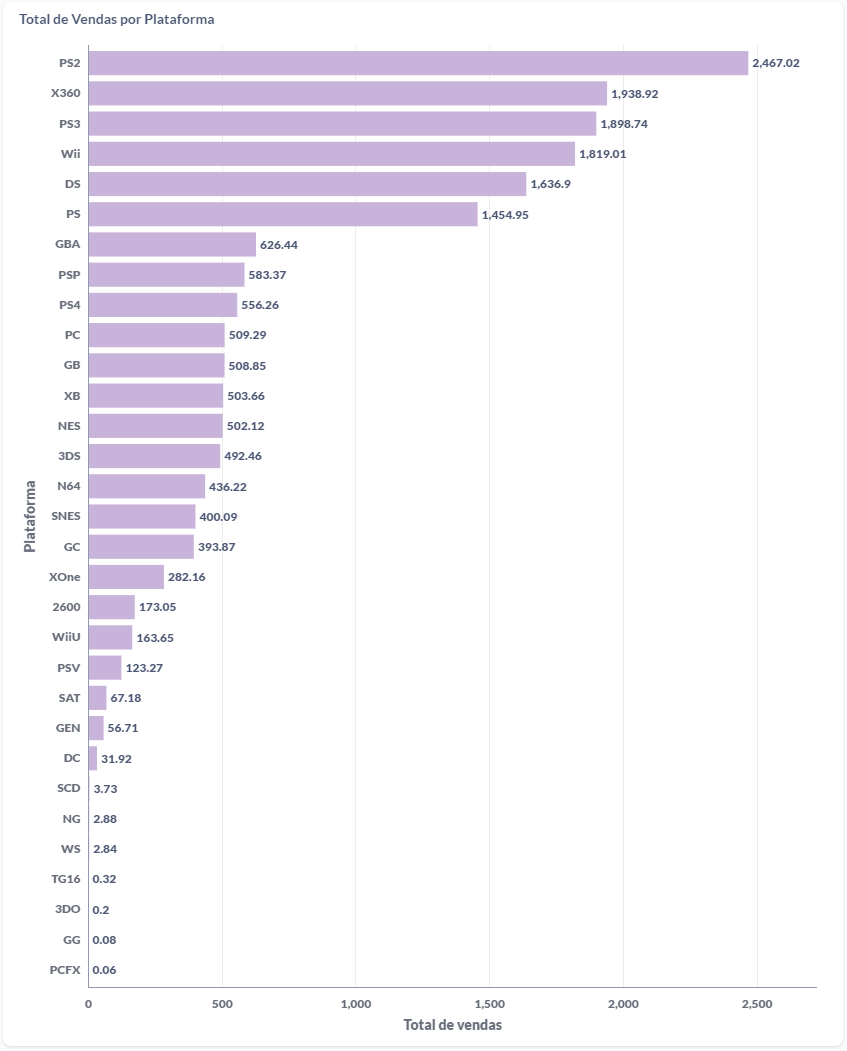 Total de Vendas por Plataforma
Plataforma
PS2 2,467.02
X360 1,938.92
PS3 1,898.74
Wii 1,819.01
DS 1,636.9
PS 1,454.95
GBA 626.44
PSP 583.37
PS4 556.26
PC 509.29
GB 508.85
XB 503.66
NES 502.12
3DS 492.46
N64 436.22
SNES 400.09
GC 393.87
XOne 282.16
2600 173.05
WiiU 163.65
PSV 123.27
SAT 67.18
GEN 56.71
DC 31.92
SCD 3.73
NG 2.88
WS 2.84
TG16 0.32
3DO 0.2
GG 0.08
PCFX 0.06
0 500 1,000 1,500 2,000 2,500
Total de vendas